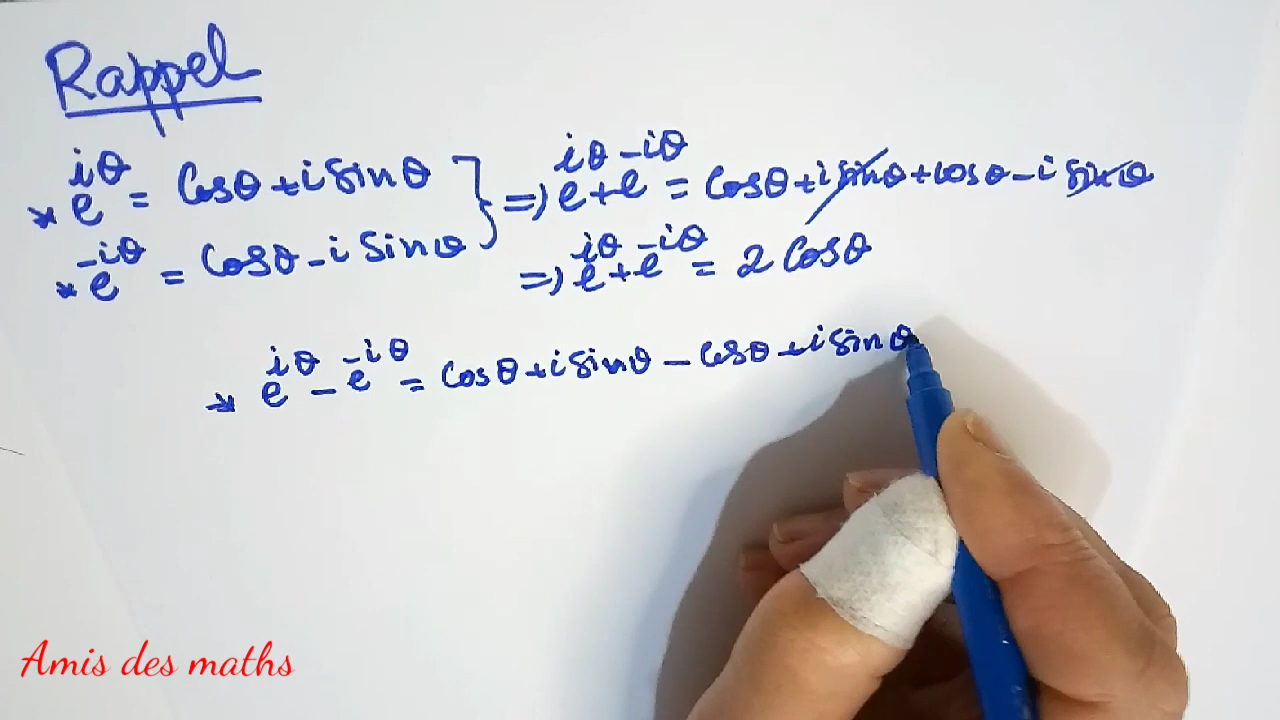 Rappel
* e^{iθ} = cosθ + i sinθ } => e^{iθ} + e^{-iθ} = cosθ + i sinθ + cosθ - i sinθ
* e^{-iθ} = cosθ - i sinθ => e^{iθ} + e^{-iθ} = 2 cosθ
* e^{iθ} - e^{-iθ} = cosθ + i sinθ - cosθ + i sinθ
Amis des maths